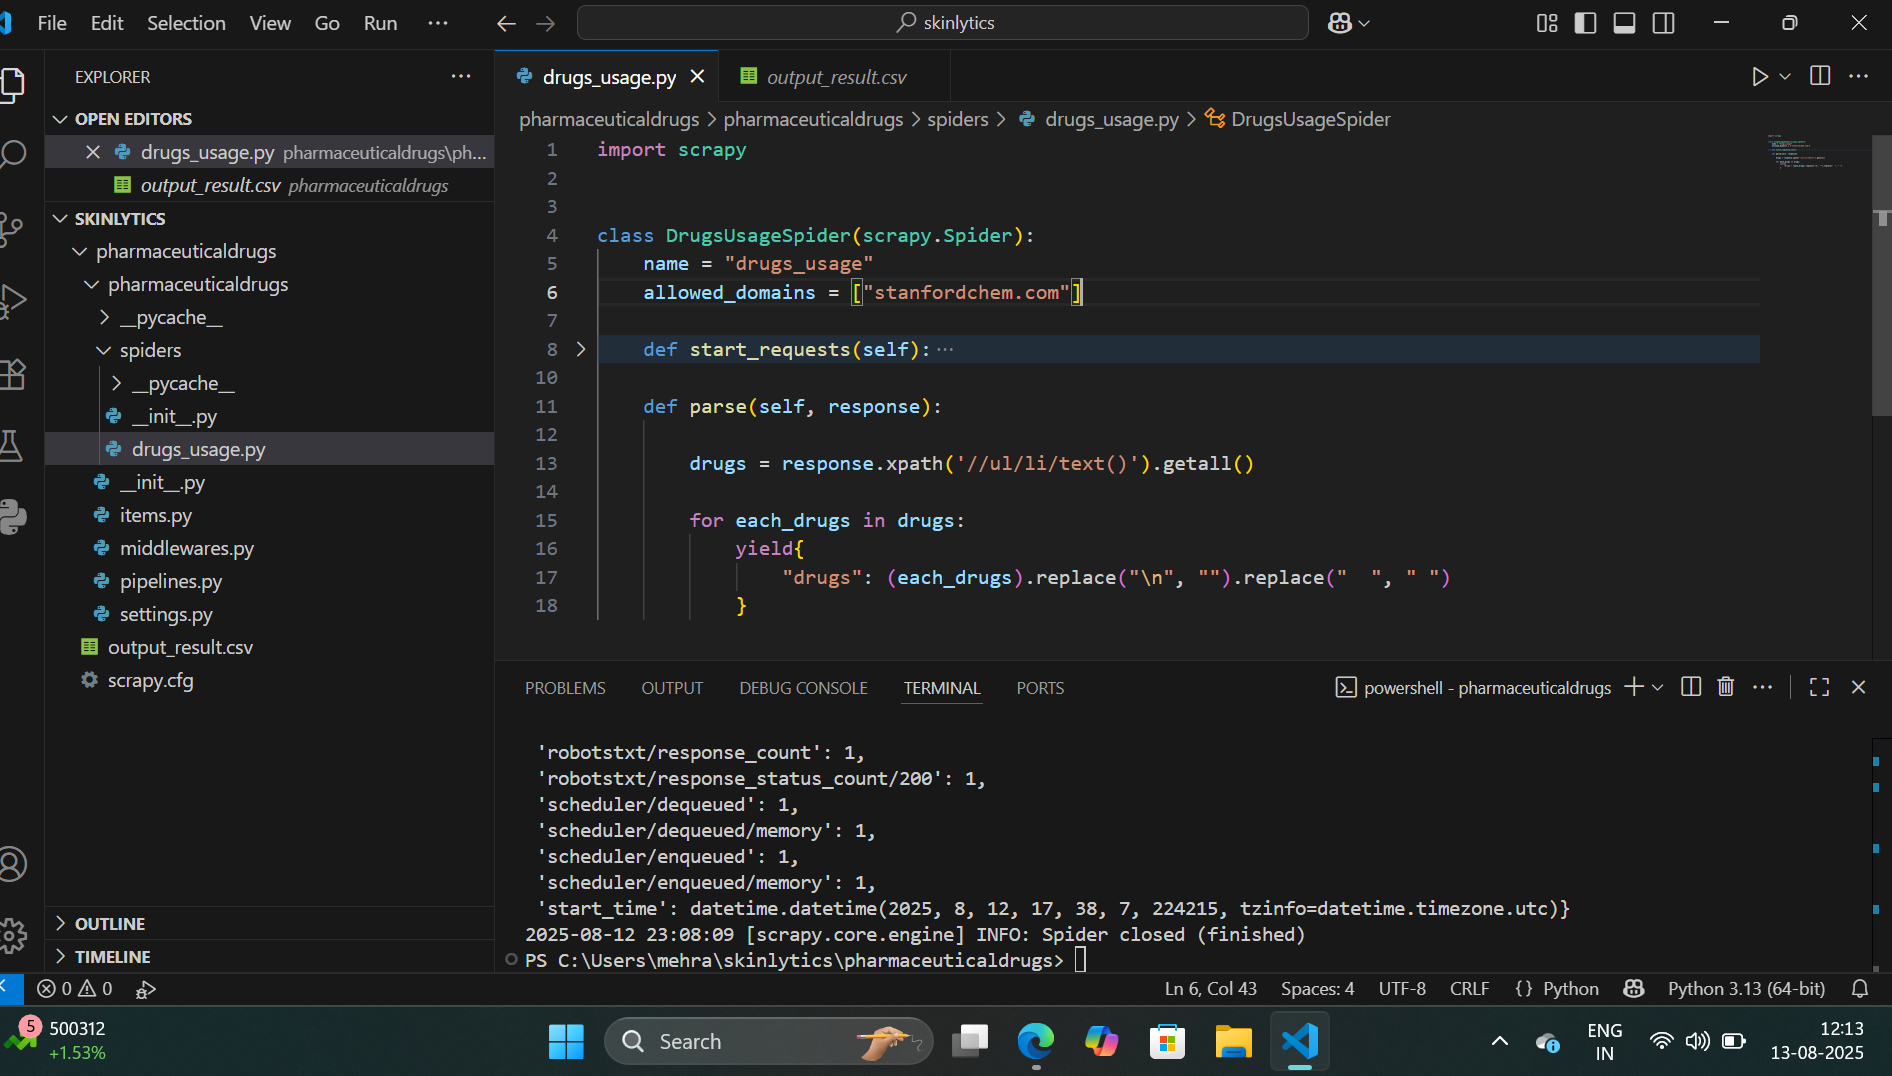 File Edit Selection View Go Run ···
skinlytics
EXPLORER ···
OPEN EDITORS
drugs_usage.py pharmaceuticaldrugs\ph...
output_result.csv pharmaceuticaldrugs
SKINLYTICS
pharmaceuticaldrugs
pharmaceuticaldrugs
__pycache__
spiders
__pycache__
__init__.py
drugs_usage.py
__init__.py
items.py
middlewares.py
pipelines.py
settings.py
output_result.csv
scrapy.cfg
OUTLINE
TIMELINE
drugs_usage.py output_result.csv
pharmaceuticaldrugs > pharmaceuticaldrugs > spiders > drugs_usage.py > DrugsUsageSpider
1 import scrapy
2
3
4 class DrugsUsageSpider(scrapy.Spider):
5 name = "drugs_usage"
6 allowed_domains = ["stanfordchem.com"]
7
8 def start_requests(self): ···
10
11 def parse(self, response):
12
13 drugs = response.xpath('//ul/li/text()').getall()
14
15 for each_drugs in drugs:
16 yield{
17 "drugs": (each_drugs).replace("\n", "").replace("  ", " ")
18 }
PROBLEMS OUTPUT DEBUG CONSOLE TERMINAL PORTS
powershell - pharmaceuticaldrugs
'robotstxt/response_count': 1,
'robotstxt/response_status_count/200': 1,
'scheduler/dequeued': 1,
'scheduler/dequeued/memory': 1,
'scheduler/enqueued': 1,
'scheduler/enqueued/memory': 1,
'start_time': datetime.datetime(2025, 8, 12, 17, 38, 7, 224215, tzinfo=datetime.timezone.utc)}
2025-08-12 23:08:09 [scrapy.core.engine] INFO: Spider closed (finished)
PS C:\Users\mehra\skinlytics\pharmaceuticaldrugs>
0 0
Ln 6, Col 43 Spaces: 4 UTF-8 CRLF {} Python Python 3.13 (64-bit)
5
500312
+1.53%
Search
ENG
IN
12:13
13-08-2025